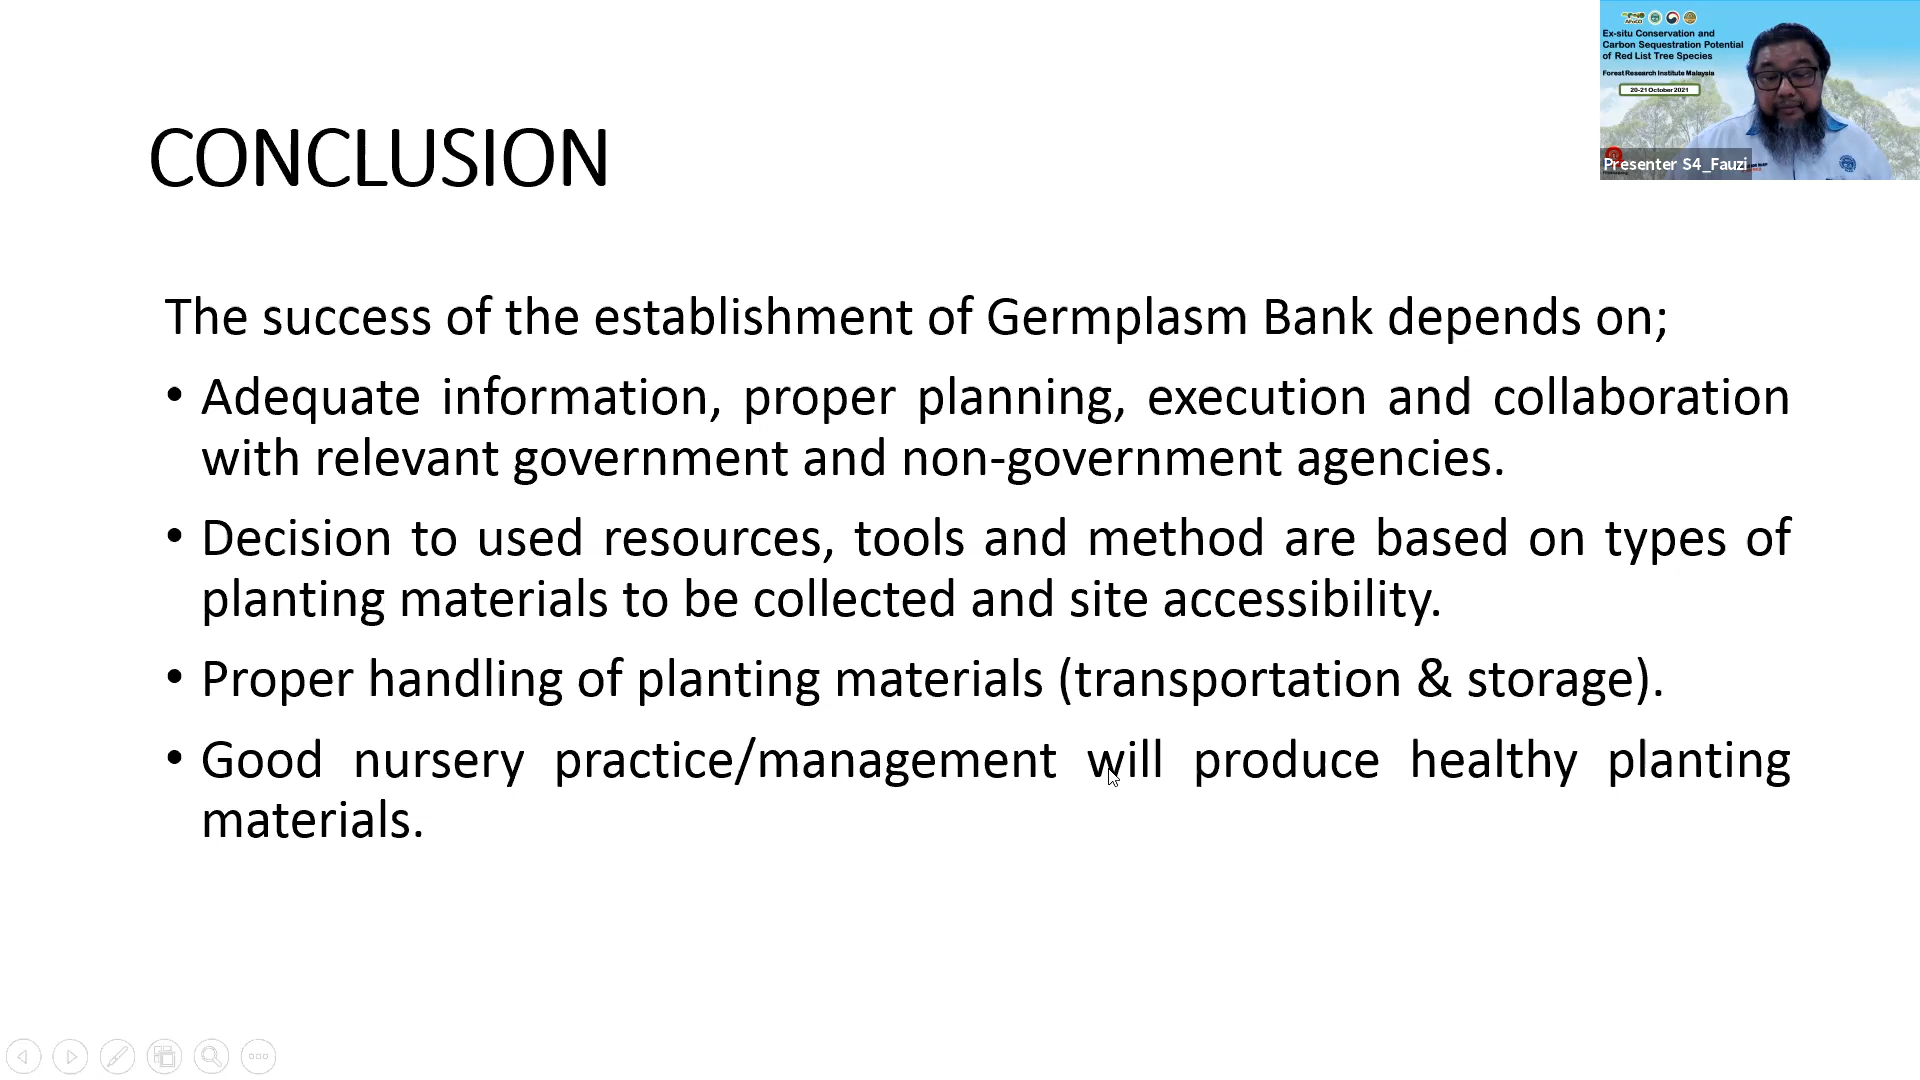 Ex-situ Conservation and
Carbon Sequestration Potential
of Red List Tree Species
Forest Research Institute Malaysia
20-21 October 2021
Presenter S4_Fauzi
CONCLUSION
The success of the establishment of Germplasm Bank depends on;
• Adequate information, proper planning, execution and collaboration
with relevant government and non-government agencies.
• Decision to used resources, tools and method are based on types of
planting materials to be collected and site accessibility.
• Proper handling of planting materials (transportation & storage).
• Good nursery practice/management will produce healthy planting
materials.